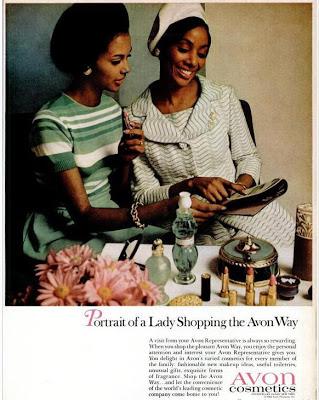 Portrait of a Lady Shopping the Avon Way
A visit from your Avon Representative is always so rewarding.
When you shop the pleasant Avon Way, you enjoy the personal
attention and interest your Avon Representative gives you.
You delight in Avon's varied cosmetics for every member of
the family: fashionable new makeup ideas, useful toiletries,
unusual gifts, exquisite forms
of fragrance. Shop the Avon
Way...and let the convenience
of the world's leading cosmetic
company come home to you!
AVON
cosmetics